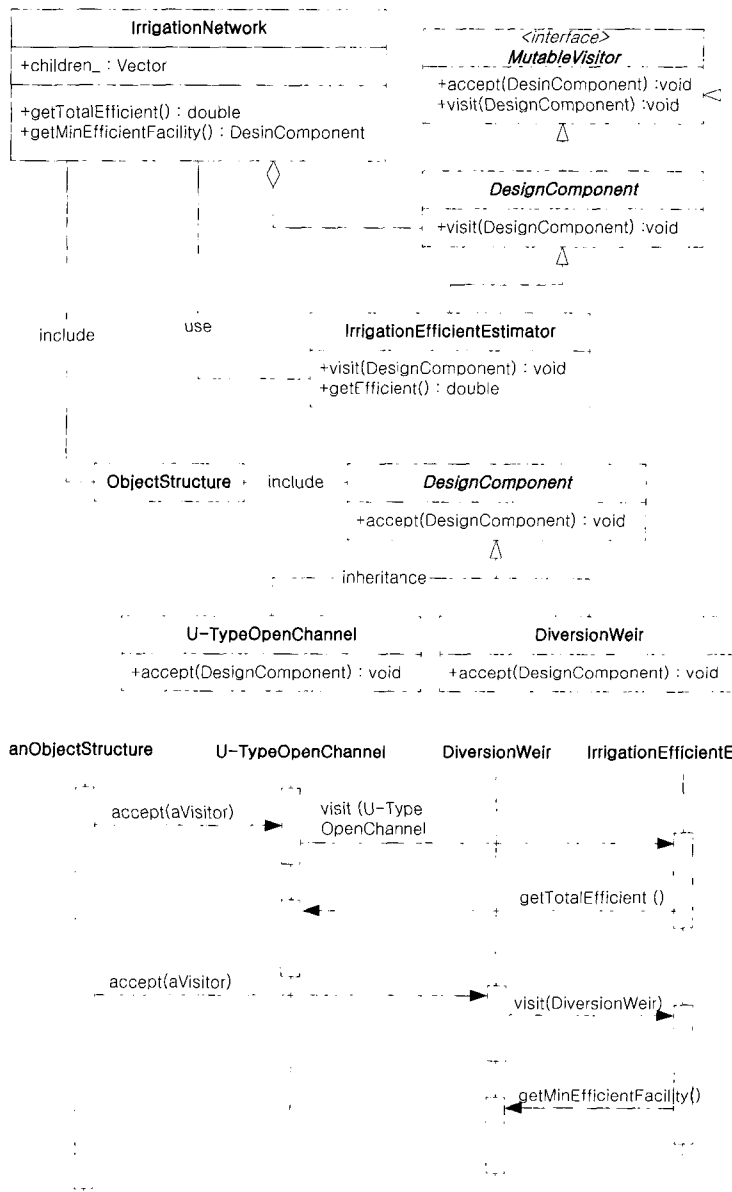 IrrigationNetwork
+children_ : Vector
+getTotalEfficient() : double
+getMinEfficientFacility() : DesinComponent
<interface>
MutableVisitor
+accept(DesinComponent) :void
+visit(DesignComponent) :void
DesignComponent
+visit(DesignComponent) :void
include
use
IrrigationEfficientEstimator
+visit(DesignComponent) : void
+getEfficient() : double
ObjectStructure
include
DesignComponent
+accept(DesignComponent) : void
inheritance
U-TypeOpenChannel
+accept(DesignComponent) : void
DiversionWeir
+accept(DesignComponent) : void
anObjectStructure
U-TypeOpenChannel
DiversionWeir
IrrigationEfficientE
accept(aVisitor)
visit (U-Type
OpenChannel
getTotalEfficient ()
accept(aVisitor)
visit(DiversionWeir)
getMinEfficientFacility()